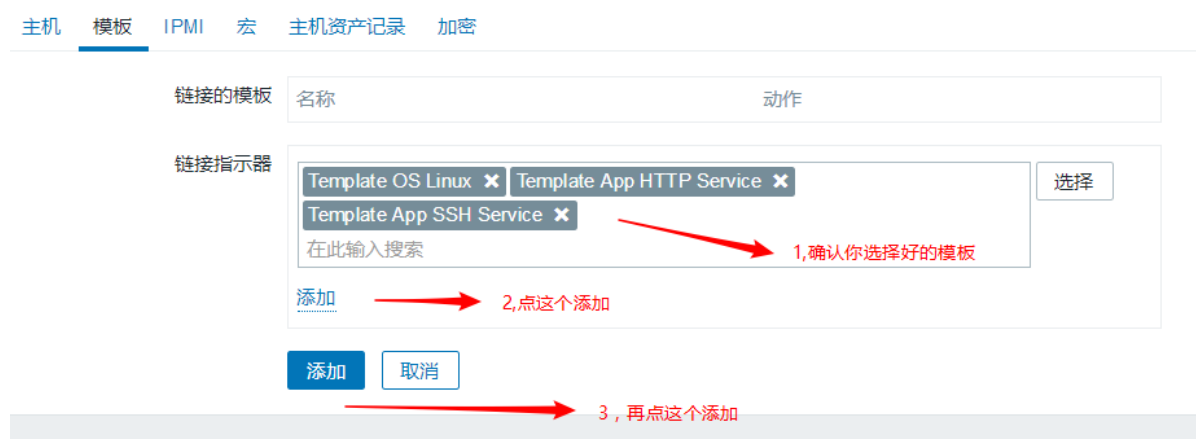 主机 模板 IPMI 宏 主机资产记录 加密
链接的模板 名称 动作
链接指示器
Template OS Linux ✖ Template App HTTP Service ✖ 选择
Template App SSH Service ✖
在此输入搜索 1,确认你选择好的模板
添加 2,点这个添加
添加 取消
3，再点这个添加